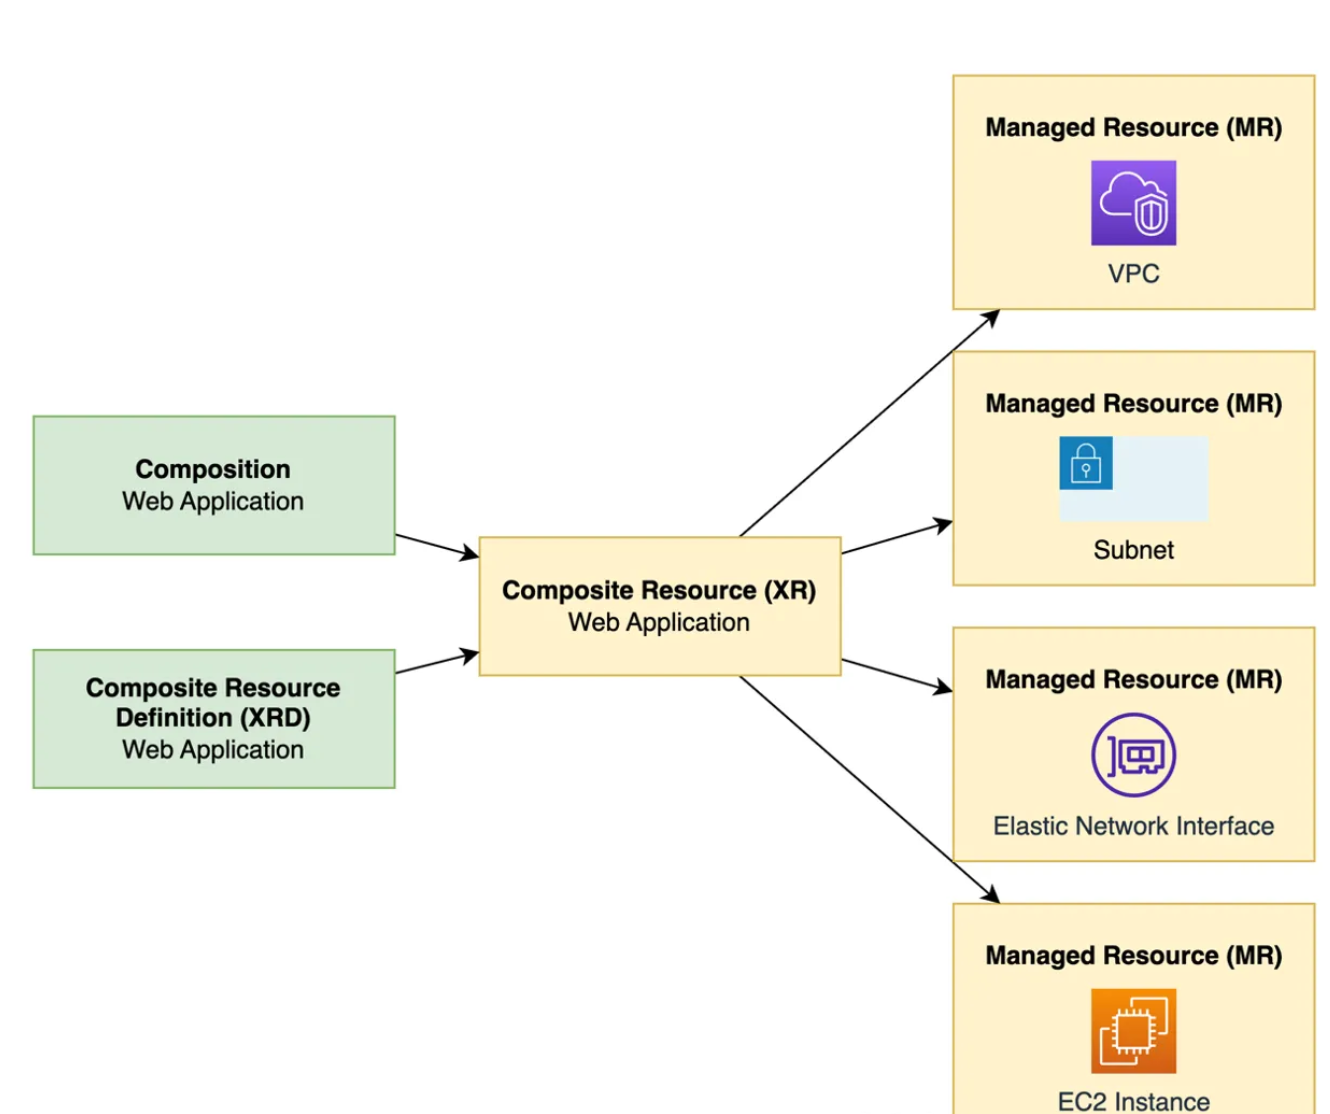 Composition
Web Application
Composite Resource
Definition (XRD)
Web Application
Composite Resource (XR)
Web Application
Managed Resource (MR)
VPC
Managed Resource (MR)
Subnet
Managed Resource (MR)
Elastic Network Interface
Managed Resource (MR)
EC2 Instance